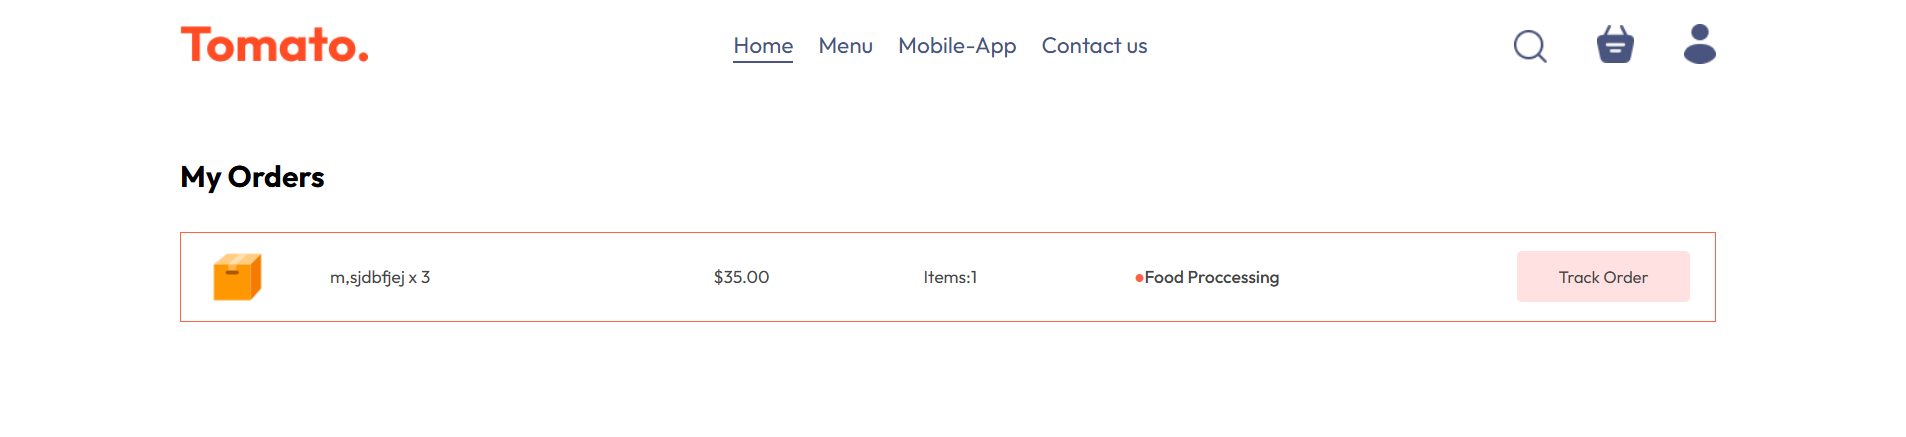 Tomato.
Home Menu Mobile-App Contact us
My Orders
m,sjdbfjej x 3 $35.00 Items:1 •Food Proccessing Track Order